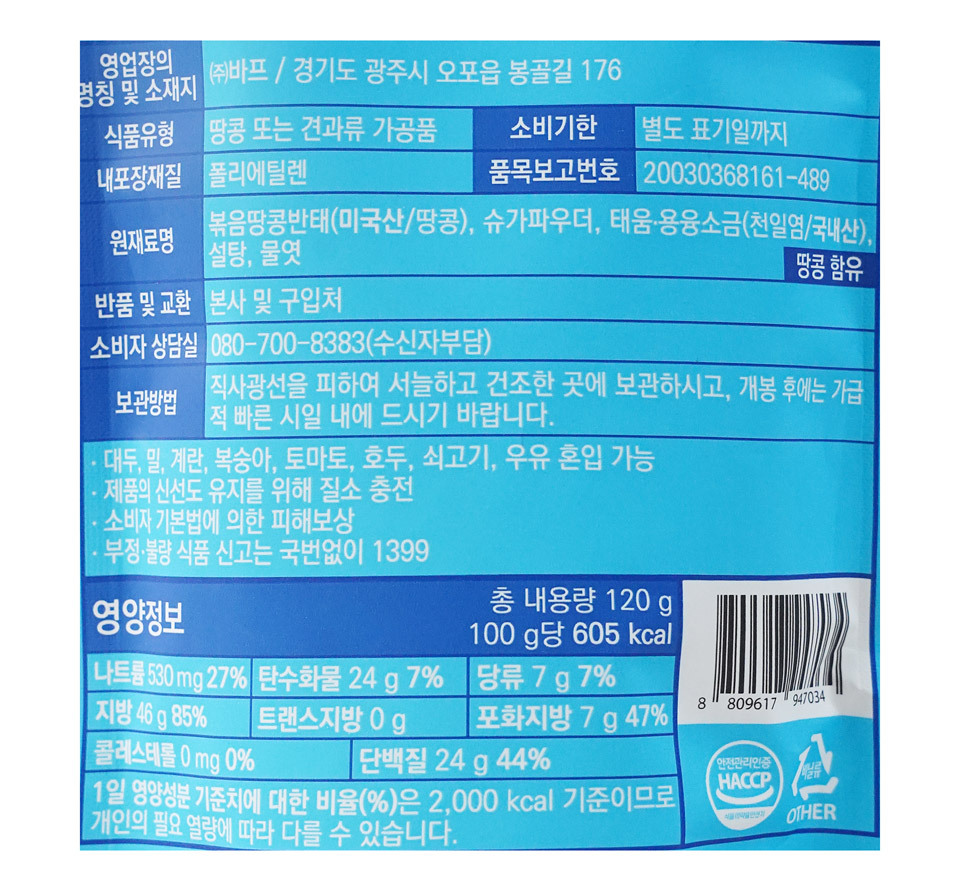 영업장의
명칭 및 소재지
㈜바프 / 경기도 광주시 오포읍 봉골길 176
식품유형 땅콩 또는 견과류 가공품 소비기한 별도 표기일까지
내포장재질 폴리에틸렌 품목보고번호 20030368161-489
원재료명
볶음땅콩반태(미국산/땅콩), 슈가파우더, 태움·용융소금(천일염/국내산),
설탕, 물엿
땅콩 함유
반품 및 교환 본사 및 구입처
소비자 상담실 080-700-8383(수신자부담)
보관방법
직사광선을 피하여 서늘하고 건조한 곳에 보관하시고, 개봉 후에는 가급
적 빠른 시일 내에 드시기 바랍니다.
· 대두, 밀, 계란, 복숭아, 토마토, 호두, 쇠고기, 우유 혼입 가능
· 제품의 신선도 유지를 위해 질소 충전
· 소비자 기본법에 의한 피해보상
· 부정·불량 식품 신고는 국번없이 1399
영양정보
총 내용량 120 g
100 g당 605 kcal
나트륨 530 mg 27% 탄수화물 24 g 7% 당류 7 g 7%
지방 46 g 85% 트랜스지방 0 g 포화지방 7 g 47%
콜레스테롤 0 mg 0% 단백질 24 g 44%
1일 영양성분 기준치에 대한 비율(%)은 2,000 kcal 기준이므로
개인의 필요 열량에 따라 다를 수 있습니다.
8 809617 947034
안전관리인증
HACCP
비닐류
OTHER